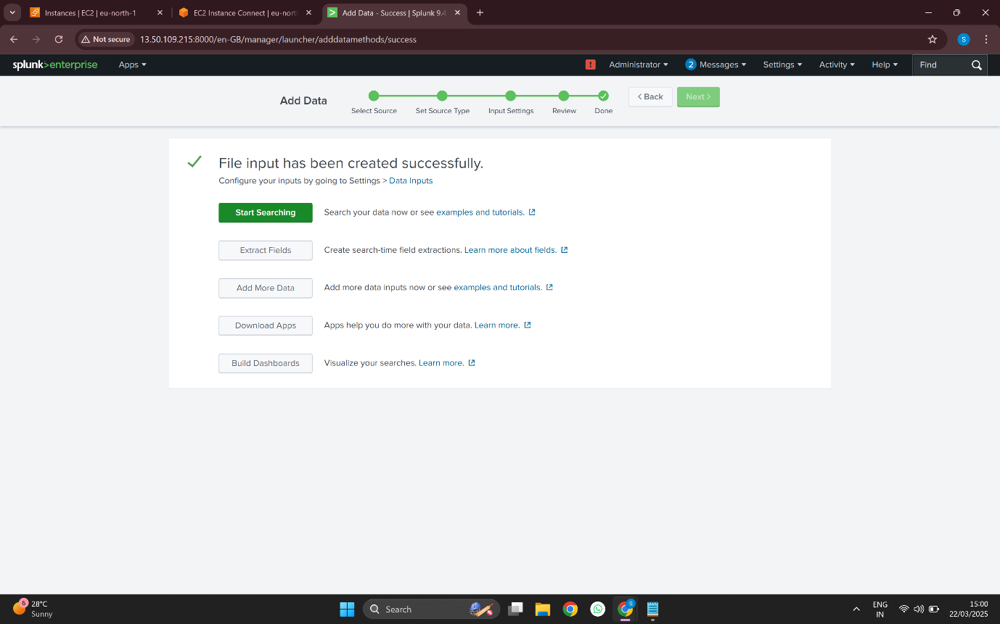 Instances | EC2 | eu-north-1
EC2 Instance Connect | eu-nort
Add Data - Success | Splunk 9.4
Not secure
13.50.109.215:8000/en-GB/manager/launcher/adddatamethods/success
S
splunk>enterprise
Apps
!
Administrator
2 Messages
Settings
Activity
Help
Find
Add Data
Select Source
Set Source Type
Input Settings
Review
Done
< Back
Next >
File input has been created successfully.
Configure your inputs by going to Settings > Data Inputs
Start Searching
Search your data now or see examples and tutorials.
Extract Fields
Create search-time field extractions. Learn more about fields.
Add More Data
Add more data inputs now or see examples and tutorials.
Download Apps
Apps help you do more with your data. Learn more.
Build Dashboards
Visualize your searches. Learn more.
6
28°C
Sunny
Search
S
ENG
IN
15:00
22/03/2025